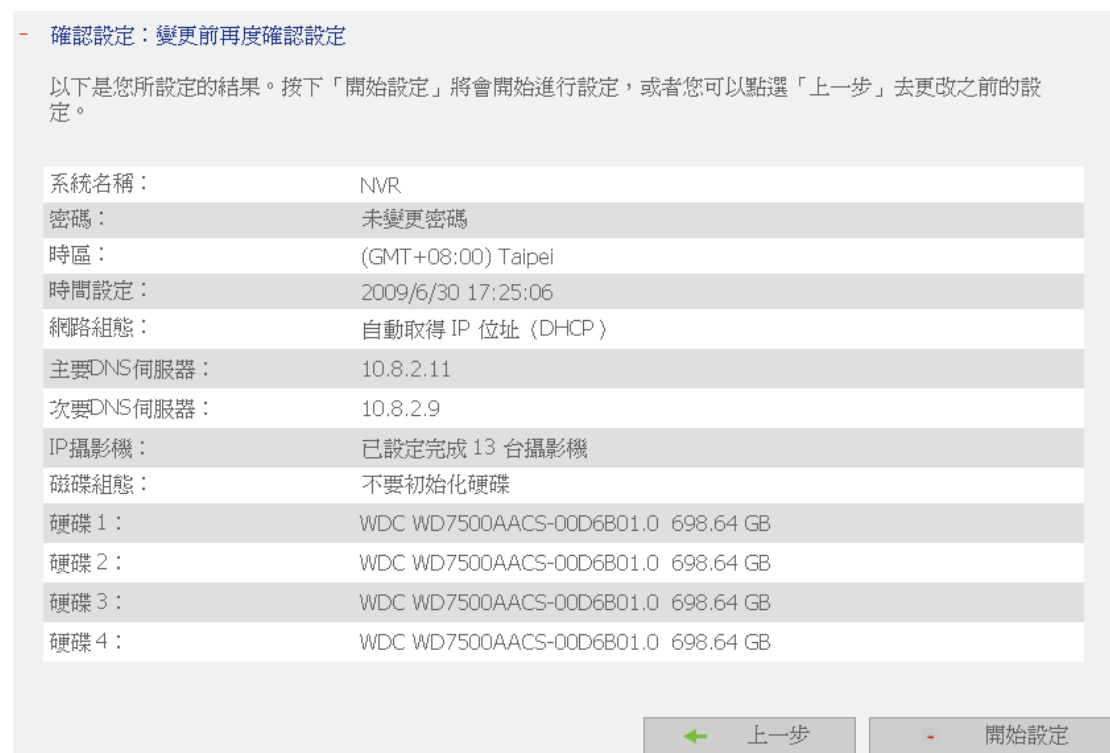 - 確認設定：變更前再度確認設定
以下是您所設定的結果。按下「開始設定」將會開始進行設定，或者您可以點選「上一步」去更改之前的設
定。
系統名稱： NVR
密碼： 未變更密碼
時區： (GMT+08:00) Taipei
時間設定： 2009/6/30 17:25:06
網路組態： 自動取得 IP 位址（DHCP）
主要DNS伺服器： 10.8.2.11
次要DNS伺服器： 10.8.2.9
IP攝影機： 已設定完成 13 台攝影機
磁碟組態： 不要初始化硬碟
硬碟 1： WDC WD7500AACS-00D6B01.0 698.64 GB
硬碟 2： WDC WD7500AACS-00D6B01.0 698.64 GB
硬碟 3： WDC WD7500AACS-00D6B01.0 698.64 GB
硬碟 4： WDC WD7500AACS-00D6B01.0 698.64 GB
上一步 - 開始設定